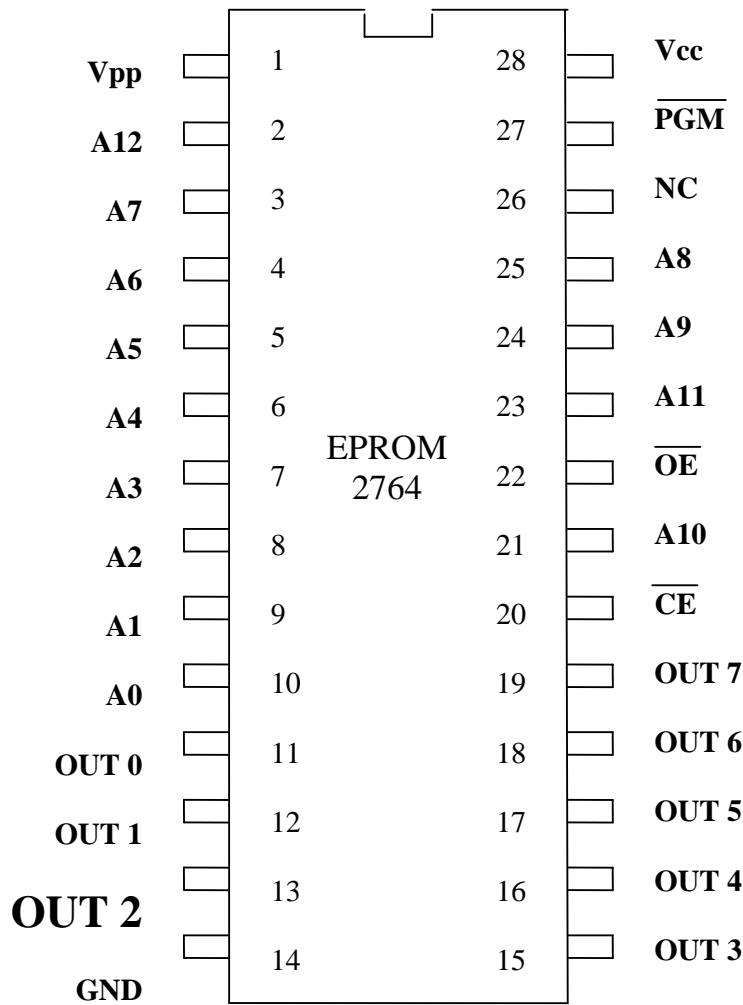 Vpp 1 28 Vcc
A12 2 27 PGM
A7 3 26 NC
A6 4 25 A8
A5 5 24 A9
A4 6 23 A11
EPROM
A3 7 22 OE
2764
A2 8 21 A10
A1 9 20 CE
A0 10 19 OUT 7
OUT 0 11 18 OUT 6
OUT 1 12 17 OUT 5
OUT 2 13 16 OUT 4
GND 14 15 OUT 3